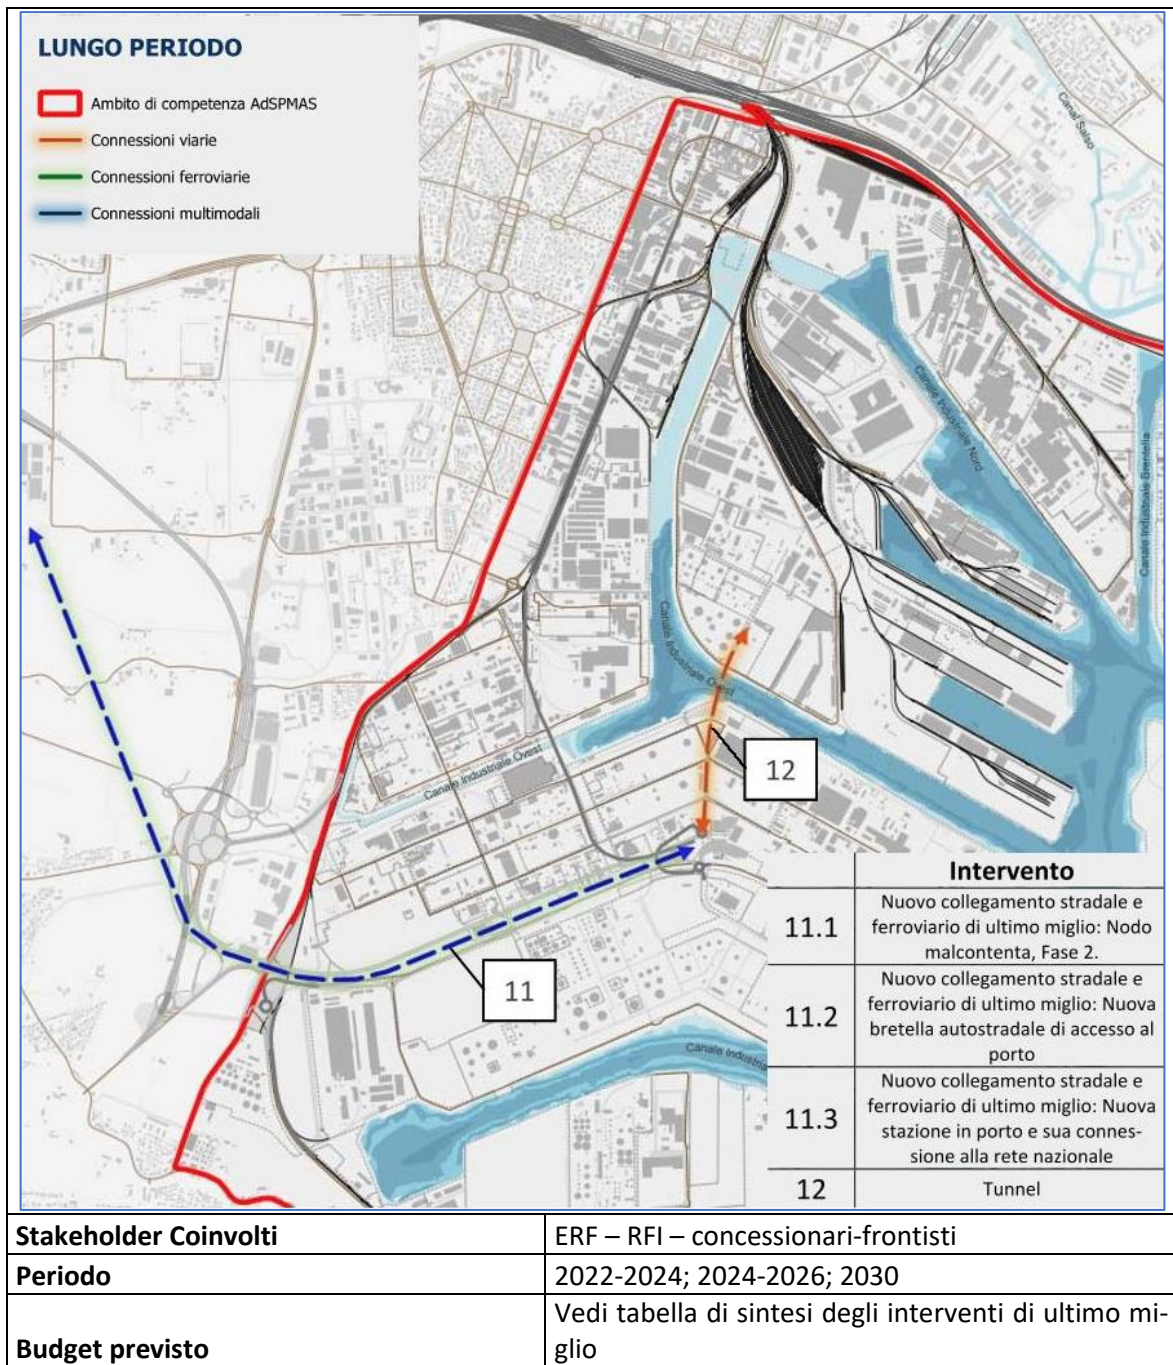 LUNGO PERIODO
Ambito di competenza AdSPMAS
Connessioni viarie
Connessioni ferroviarie
Connessioni multimodali
Canal Salso
Canale Industriale Nord
Canale Industriale Brentella
Canale Industriale Ovest
Canale Industriale Ovest
12
11
Intervento
11.1
Nuovo collegamento stradale e
ferroviario di ultimo miglio: Nodo
malcontenta, Fase 2.
11.2
Nuovo collegamento stradale e
ferroviario di ultimo miglio: Nuova
bretella autostradale di accesso al
porto
11.3
Nuovo collegamento stradale e
ferroviario di ultimo miglio: Nuova
stazione in porto e sua connes-
sione alla rete nazionale
12
Tunnel
Canale Industria
Stakeholder Coinvolti
ERF – RFI – concessionari-frontisti
Periodo
2022-2024; 2024-2026; 2030
Budget previsto
Vedi tabella di sintesi degli interventi di ultimo mi-
glio